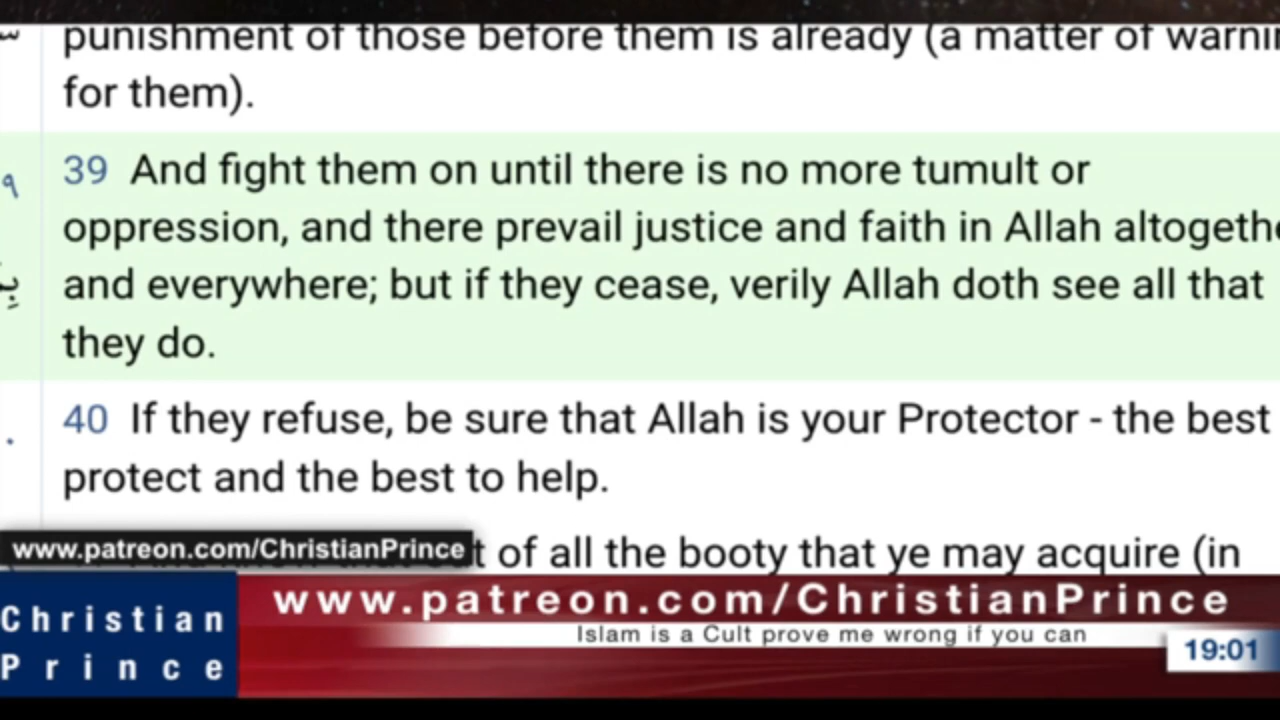 punishment of those before them is already (a matter of
for them).
39 And fight them on until there is no more tumult or
oppression, and there prevail justice and faith in Allah
and everywhere; but if they cease, verily Allah doth see all that
they do.
40 If they refuse, be sure that Allah is your Protector - the best
protect and the best to help.
of all the booty that ye may acquire (in
www.patreon.com/ChristianPrince
www.patreon.com/ChristianPrince
Islam is a Cult prove me wrong if you can
Christian
Prince
19:01